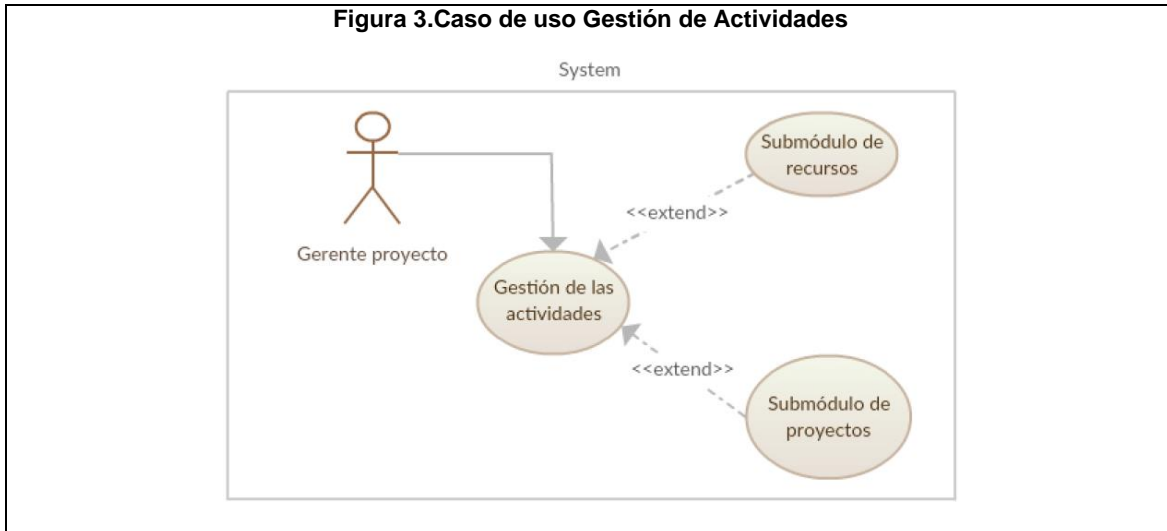 Figura 3.Caso de uso Gestión de Actividades
System
Submódulo de
recursos
<<extend>>
Gerente proyecto
Gestión de las
actividades
<<extend>>
Submódulo de
proyectos